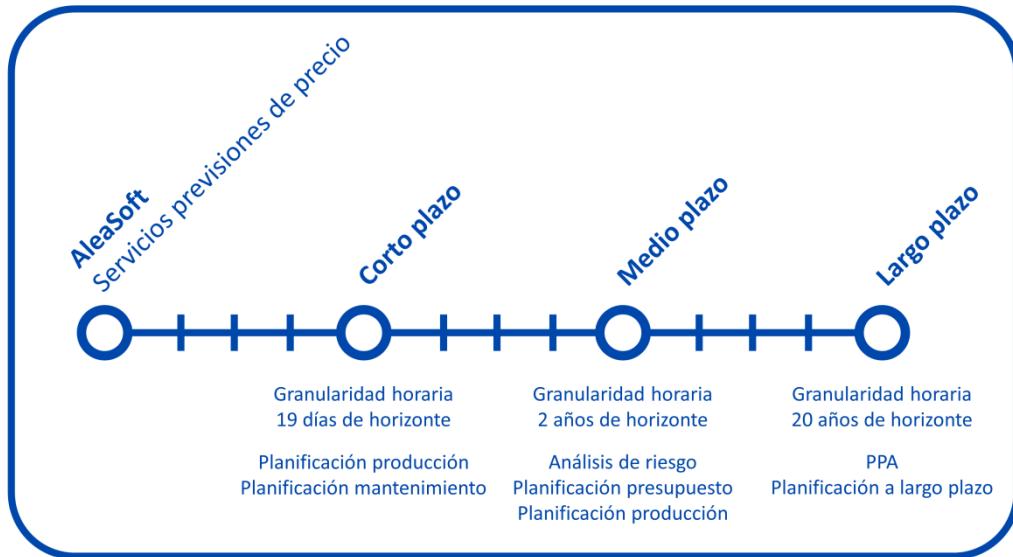 AleaSoft
Servicios previsiones de precio
Corto plazo
Medio plazo
Largo plazo
Granularidad horaria
19 días de horizonte
Planificación producción
Planificación mantenimiento
Granularidad horaria
2 años de horizonte
Análisis de riesgo
Planificación presupuesto
Planificación producción
Granularidad horaria
20 años de horizonte
PPA
Planificación a largo plazo